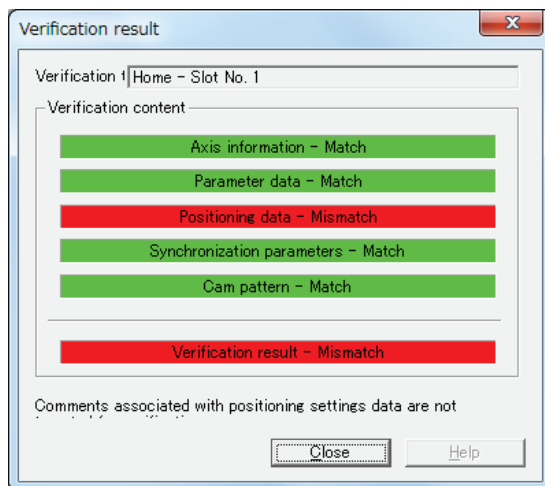 Verification result
Verification t Home - Slot No. 1
Verification content
Axis information - Match
Parameter data - Match
Positioning data - Mismatch
Synchronization parameters - Match
Cam pattern - Match
Verification result - Mismatch
Comments associated with positioning settings data are not
Close Help